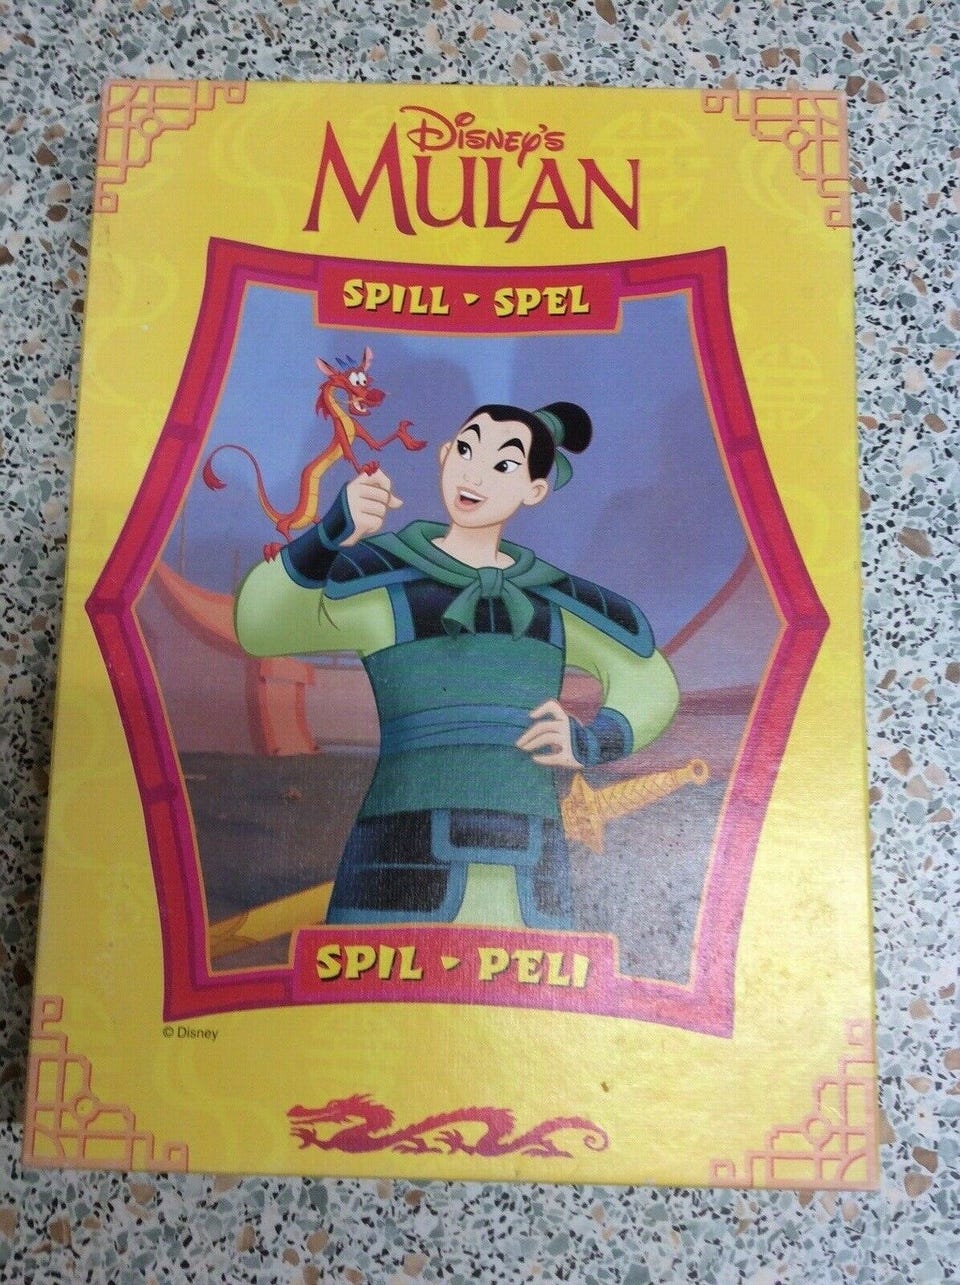 Disney's
MULAN
SPILL ▸ SPEL
SPIL ▸ PELI
© Disney